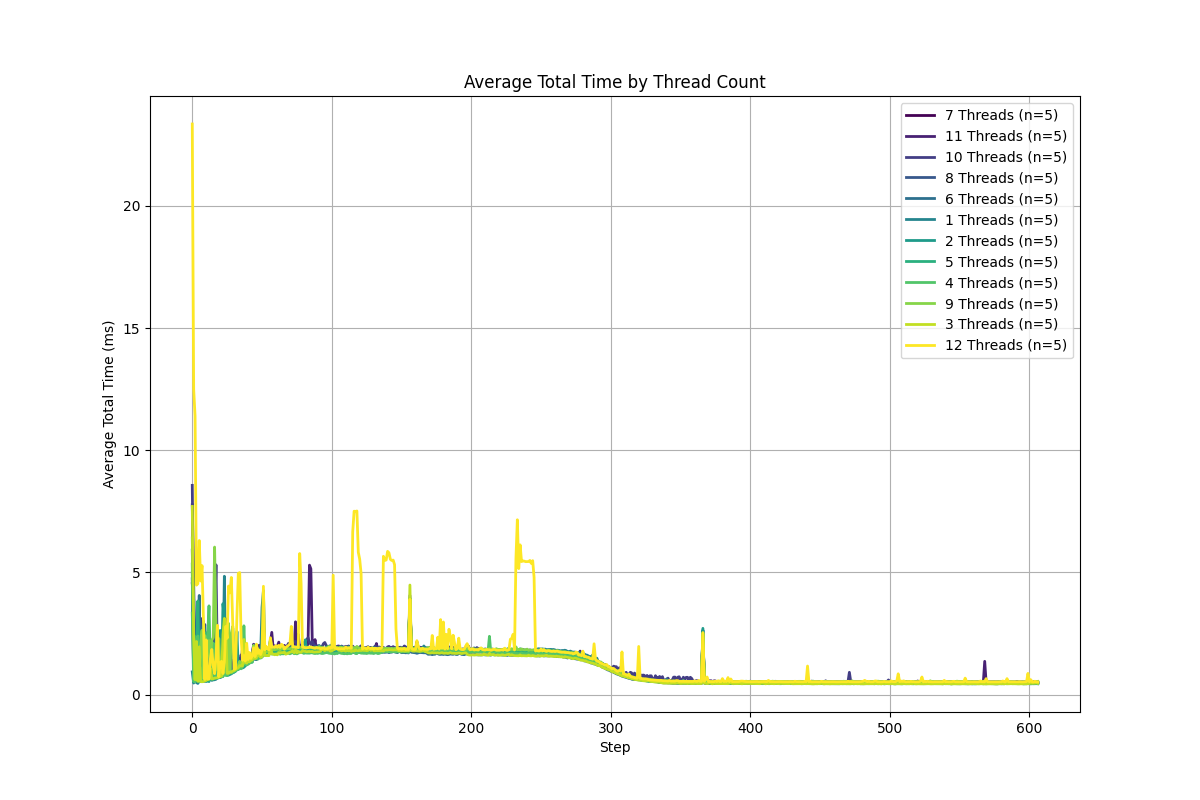 Average Total Time by Thread Count
Average Total Time (ms)
20
15
10
5
0
0 100 200 300 400 500 600
Step
7 Threads (n=5)
11 Threads (n=5)
10 Threads (n=5)
8 Threads (n=5)
6 Threads (n=5)
1 Threads (n=5)
2 Threads (n=5)
5 Threads (n=5)
4 Threads (n=5)
9 Threads (n=5)
3 Threads (n=5)
12 Threads (n=5)